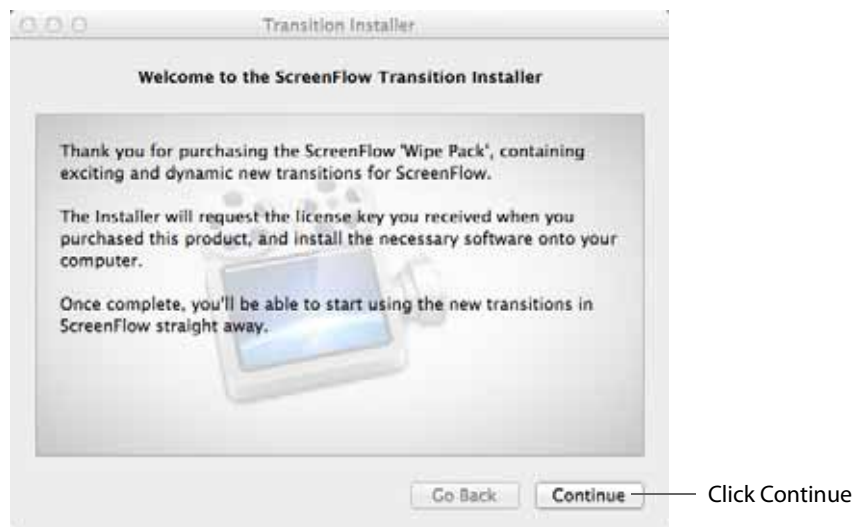 Transition Installer
Welcome to the ScreenFlow Transition Installer
Thank you for purchasing the ScreenFlow 'Wipe Pack', containing
exciting and dynamic new transitions for ScreenFlow.
The Installer will request the license key you received when you
purchased this product, and install the necessary software onto your
computer.
Once complete, you'll be able to start using the new transitions in
ScreenFlow straight away.
Go Back
Continue
Click Continue